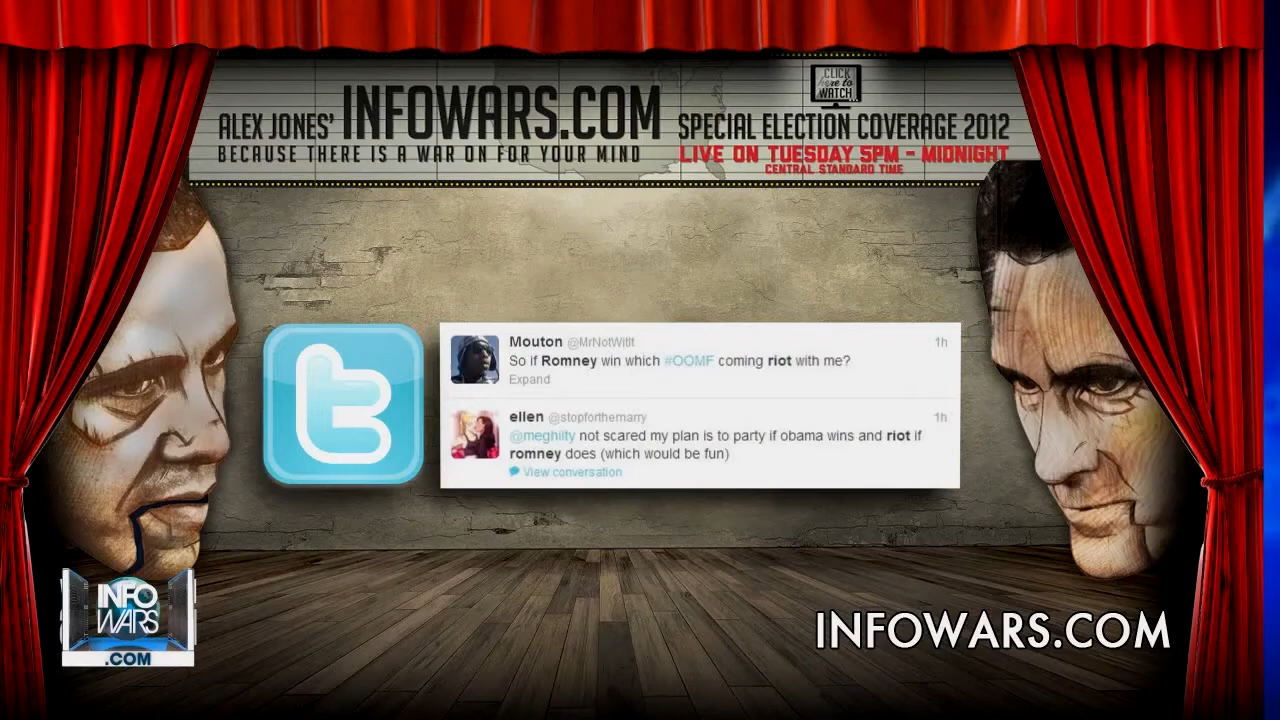 CLICK
here to
WATCH
ALEX JONES' INFOWARS.COM
BECAUSE THERE IS A WAR ON FOR YOUR MIND
SPECIAL ELECTION COVERAGE 2012
LIVE ON TUESDAY 5PM - MIDNIGHT
CENTRAL STANDARD TIME
Mouton @MrNotWitIt 1h
So if Romney win which #OOMF coming riot with me?
Expand
ellen @stopforthemarry 1h
@meghilty not scared my plan is to party if obama wins and riot if
romney does (which would be fun)
View conversation
INFO
WARS
.COM
INFOWARS.COM